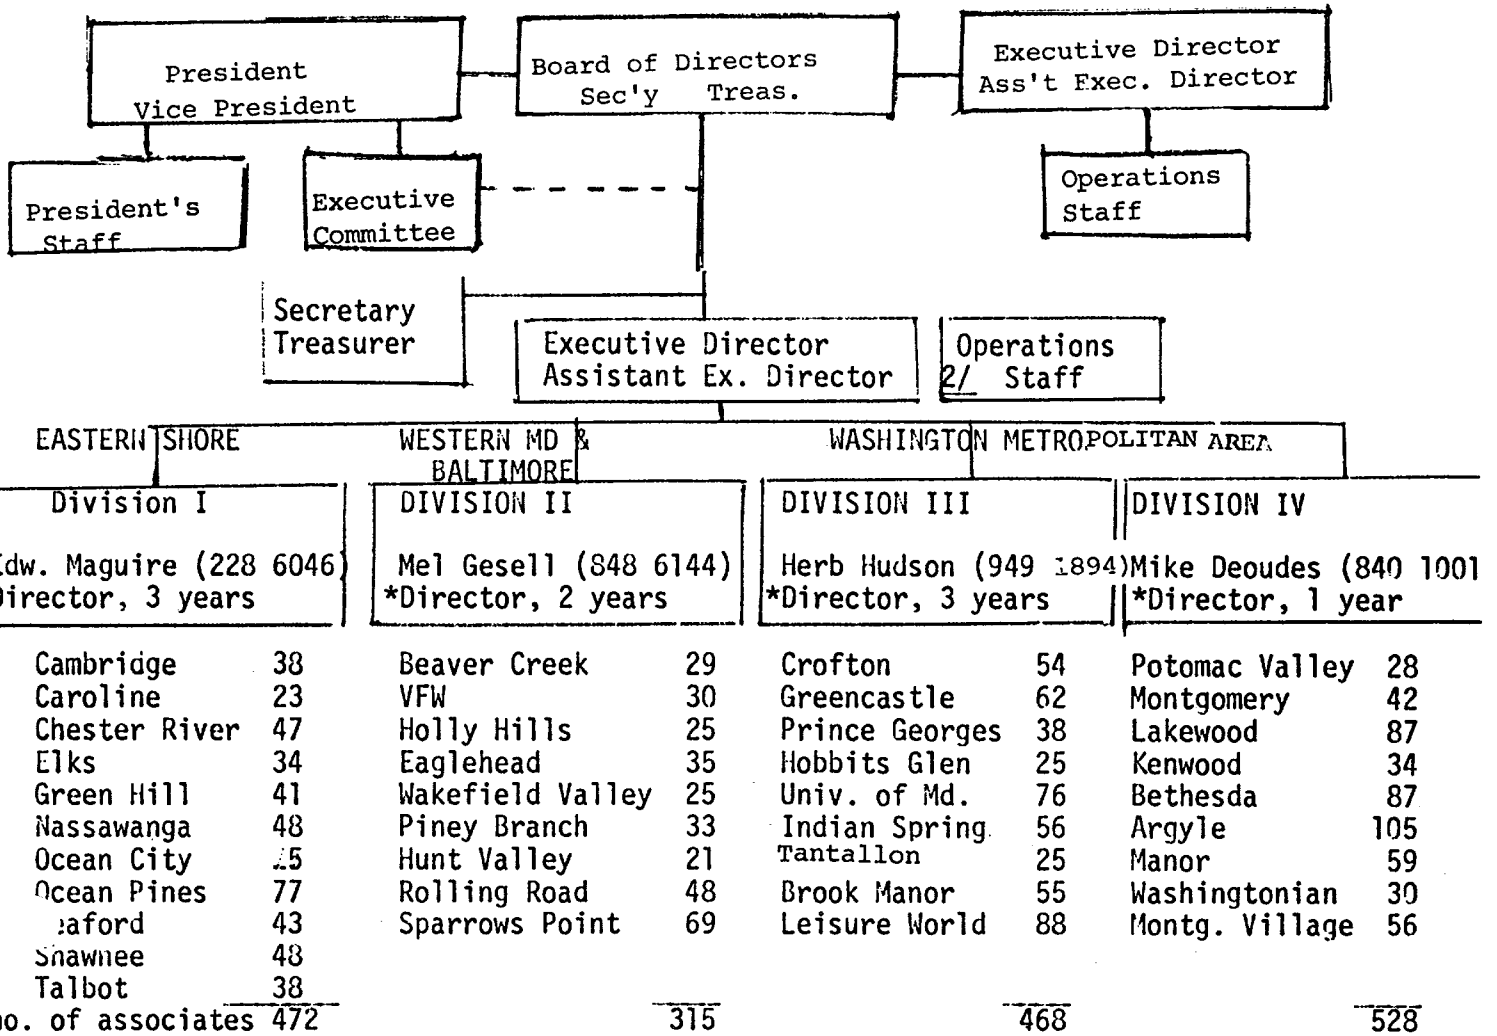 President
Vice President
Board of Directors
Sec'y Treas.
Executive Director
Ass't Exec. Director
President's
Staff
Executive
Committee
Operations
Staff
Secretary
Treasurer
Executive Director
Assistant Ex. Director
Operations
2/ Staff
EASTERN SHORE
WESTERN MD &
BALTIMORE
WASHINGTON METROPOLITAN AREA
Division I
Edw. Maguire (228 6046)
Director, 3 years
DIVISION II
Mel Gesell (848 6144)
*Director, 2 years
DIVISION III
Herb Hudson (949 1894)
*Director, 3 years
DIVISION IV
Mike Deoudes (840 1001
*Director, 1 year
Cambridge 38
Caroline 23
Chester River 47
Elks 34
Green Hill 41
Nassawanga 48
Ocean City
Ocean Pines 77
eaford 43
Shawnee 48
Talbot 38
no. of associates 472
Beaver Creek 29
VFW 30
Holly Hills 25
Eaglehead 35
Wakefield Valley 25
Piney Branch 33
Hunt Valley 21
Rolling Road 48
Sparrows Point 69
315
Crofton 54
Greencastle 62
Prince Georges 38
Hobbits Glen 25
Univ. of Md. 76
Indian Spring 56
Tantallon 25
Brook Manor 55
Leisure World 88
468
Potomac Valley 28
Montgomery 42
Lakewood 87
Kenwood 34
Bethesda 87
Argyle 105
Manor 59
Washingtonian 30
Montg. Village 56
528